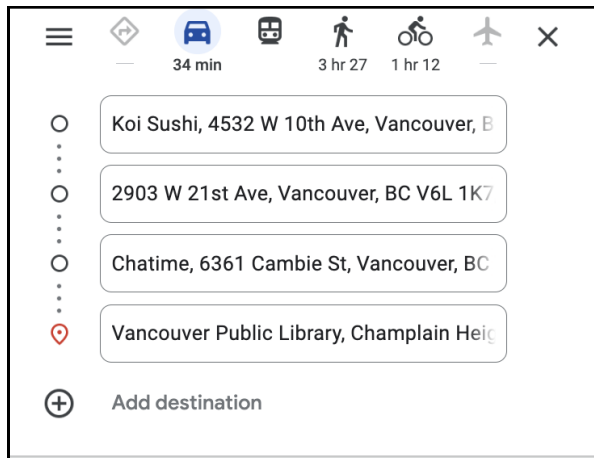 34 min
3 hr 27
1 hr 12
Koi Sushi, 4532 W 10th Ave, Vancouver, B
2903 W 21st Ave, Vancouver, BC V6L 1K7
Chatime, 6361 Cambie St, Vancouver, BC
Vancouver Public Library, Champlain Heig
Add destination